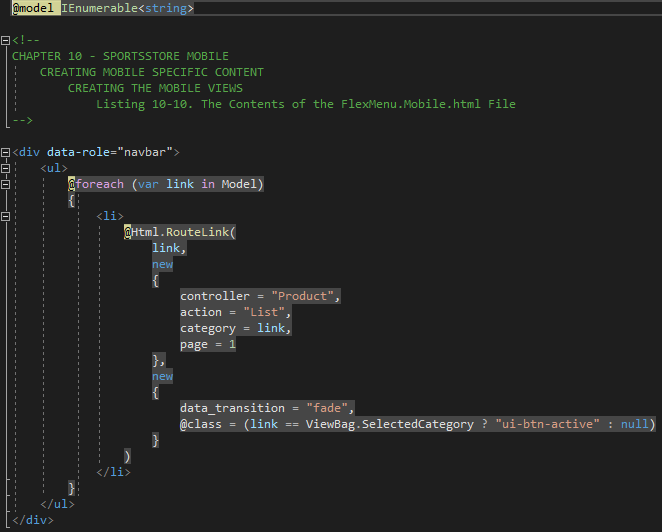 @model IEnumerable<string>
<!--
CHAPTER 10 - SPORTSSTORE MOBILE
CREATING MOBILE SPECIFIC CONTENT
CREATING THE MOBILE VIEWS
Listing 10-10. The Contents of the FlexMenu.Mobile.html File
-->
<div data-role="navbar">
<ul>
@foreach (var link in Model)
{
<li>
@Html.RouteLink(
link,
new
{
controller = "Product",
action = "List",
category = link,
page = 1
},
new
{
data_transition = "fade",
@class = (link == ViewBag.SelectedCategory ? "ui-btn-active" : null)
}
)
</li>
}
</ul>
</div>